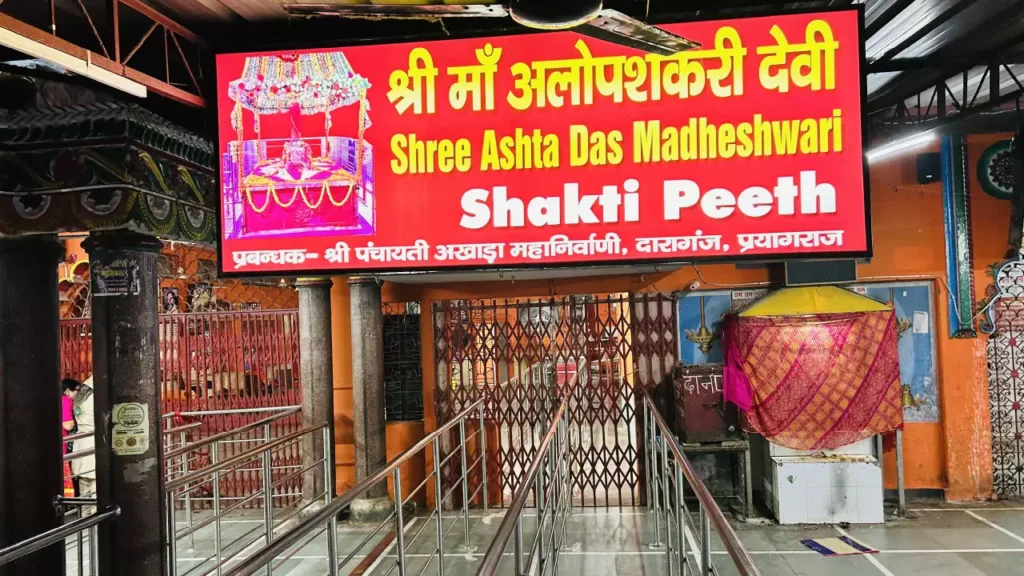 श्री माँ अलोपशकरी देवी
Shree Ashta Das Madheshwari
Shakti Peeth
प्रबन्धक- श्री पंचायती अखाड़ा महानिर्वाणी, दारागंज, प्रयागराज